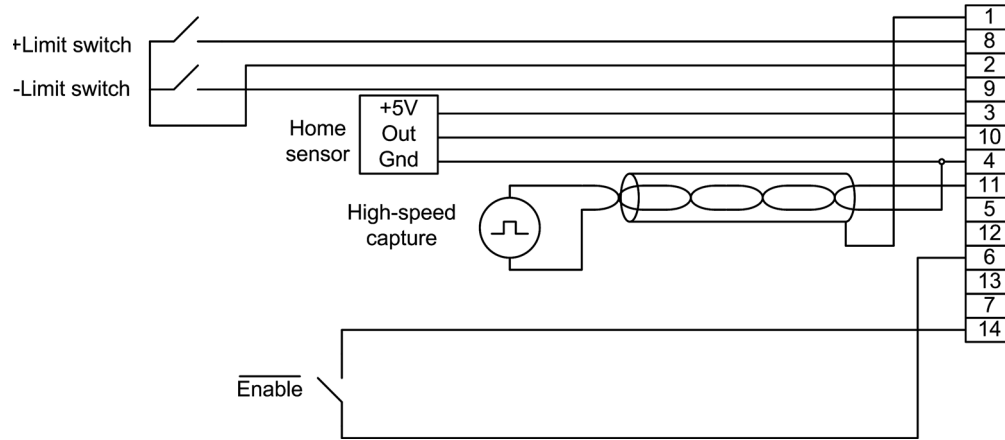 +Limit switch
-Limit switch
Home
sensor
+5V
Out
Gnd
High-speed
capture
Enable
1
8
2
9
3
10
4
11
5
12
6
13
7
14